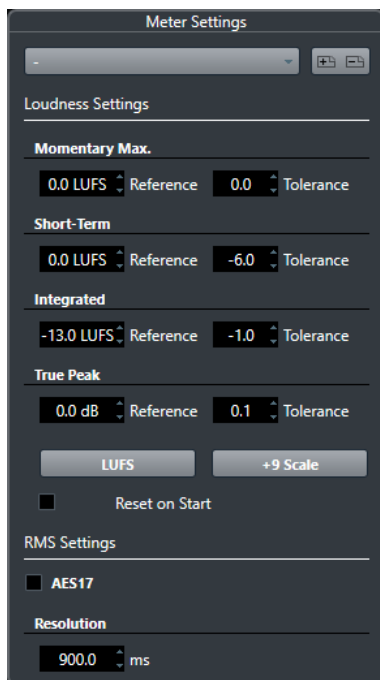 Meter Settings
-
Loudness Settings
Momentary Max.
0.0 LUFS Reference 0.0 Tolerance
Short-Term
0.0 LUFS Reference -6.0 Tolerance
Integrated
-13.0 LUFS Reference -1.0 Tolerance
True Peak
0.0 dB Reference 0.1 Tolerance
LUFS +9 Scale
Reset on Start
RMS Settings
AES17
Resolution
900.0 ms